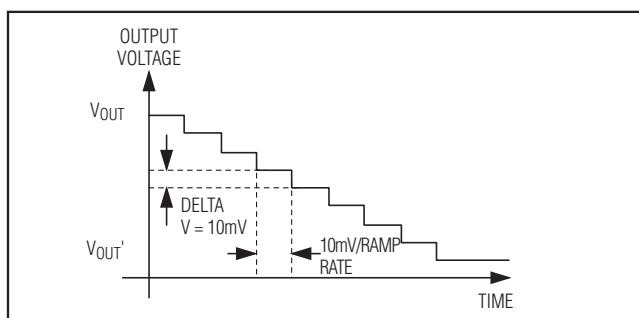 OUTPUT
VOLTAGE
VOUT
DELTA
V = 10mV
10mV/RAMP
RATE
VOUT'
TIME